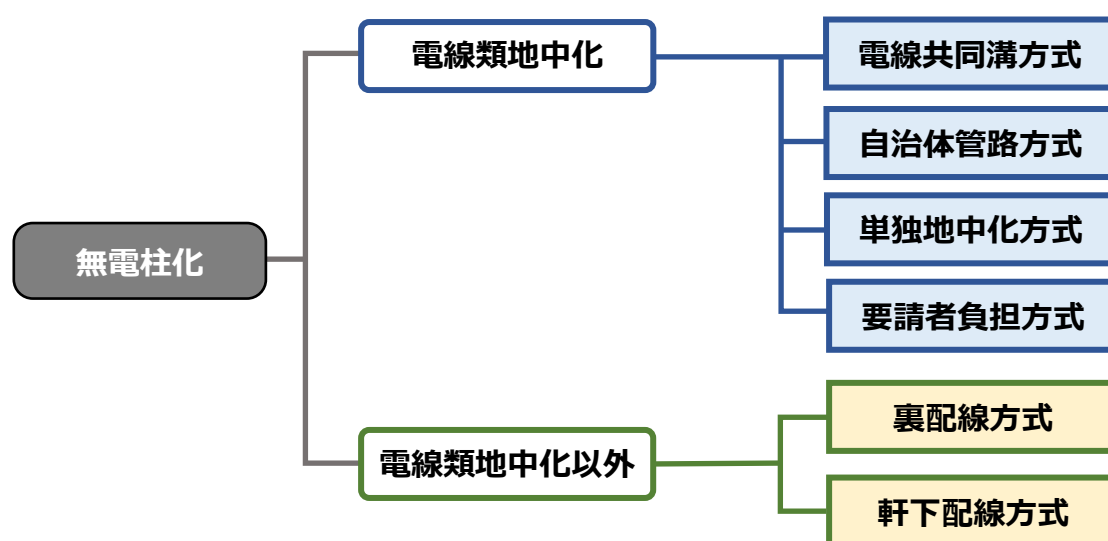 無電柱化
電線類地中化
電線共同溝方式
自治体管路方式
単独地中化方式
要請者負担方式
電線類地中化以外
裏配線方式
軒下配線方式